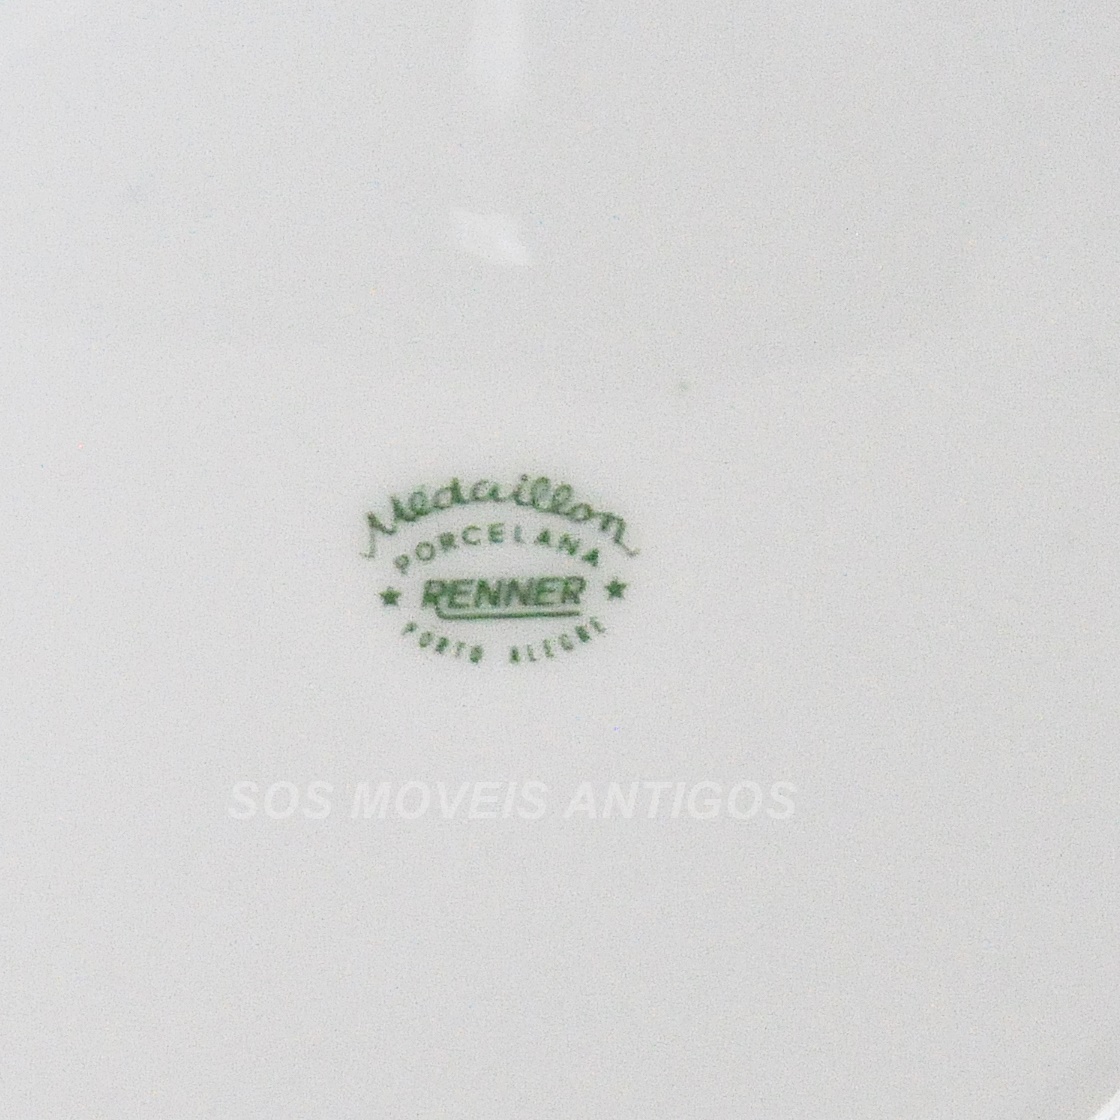 Medaillon
PORCELANA
★ RENNER ★
PORTO ALEGRE
SOS MOVEIS ANTIGOS